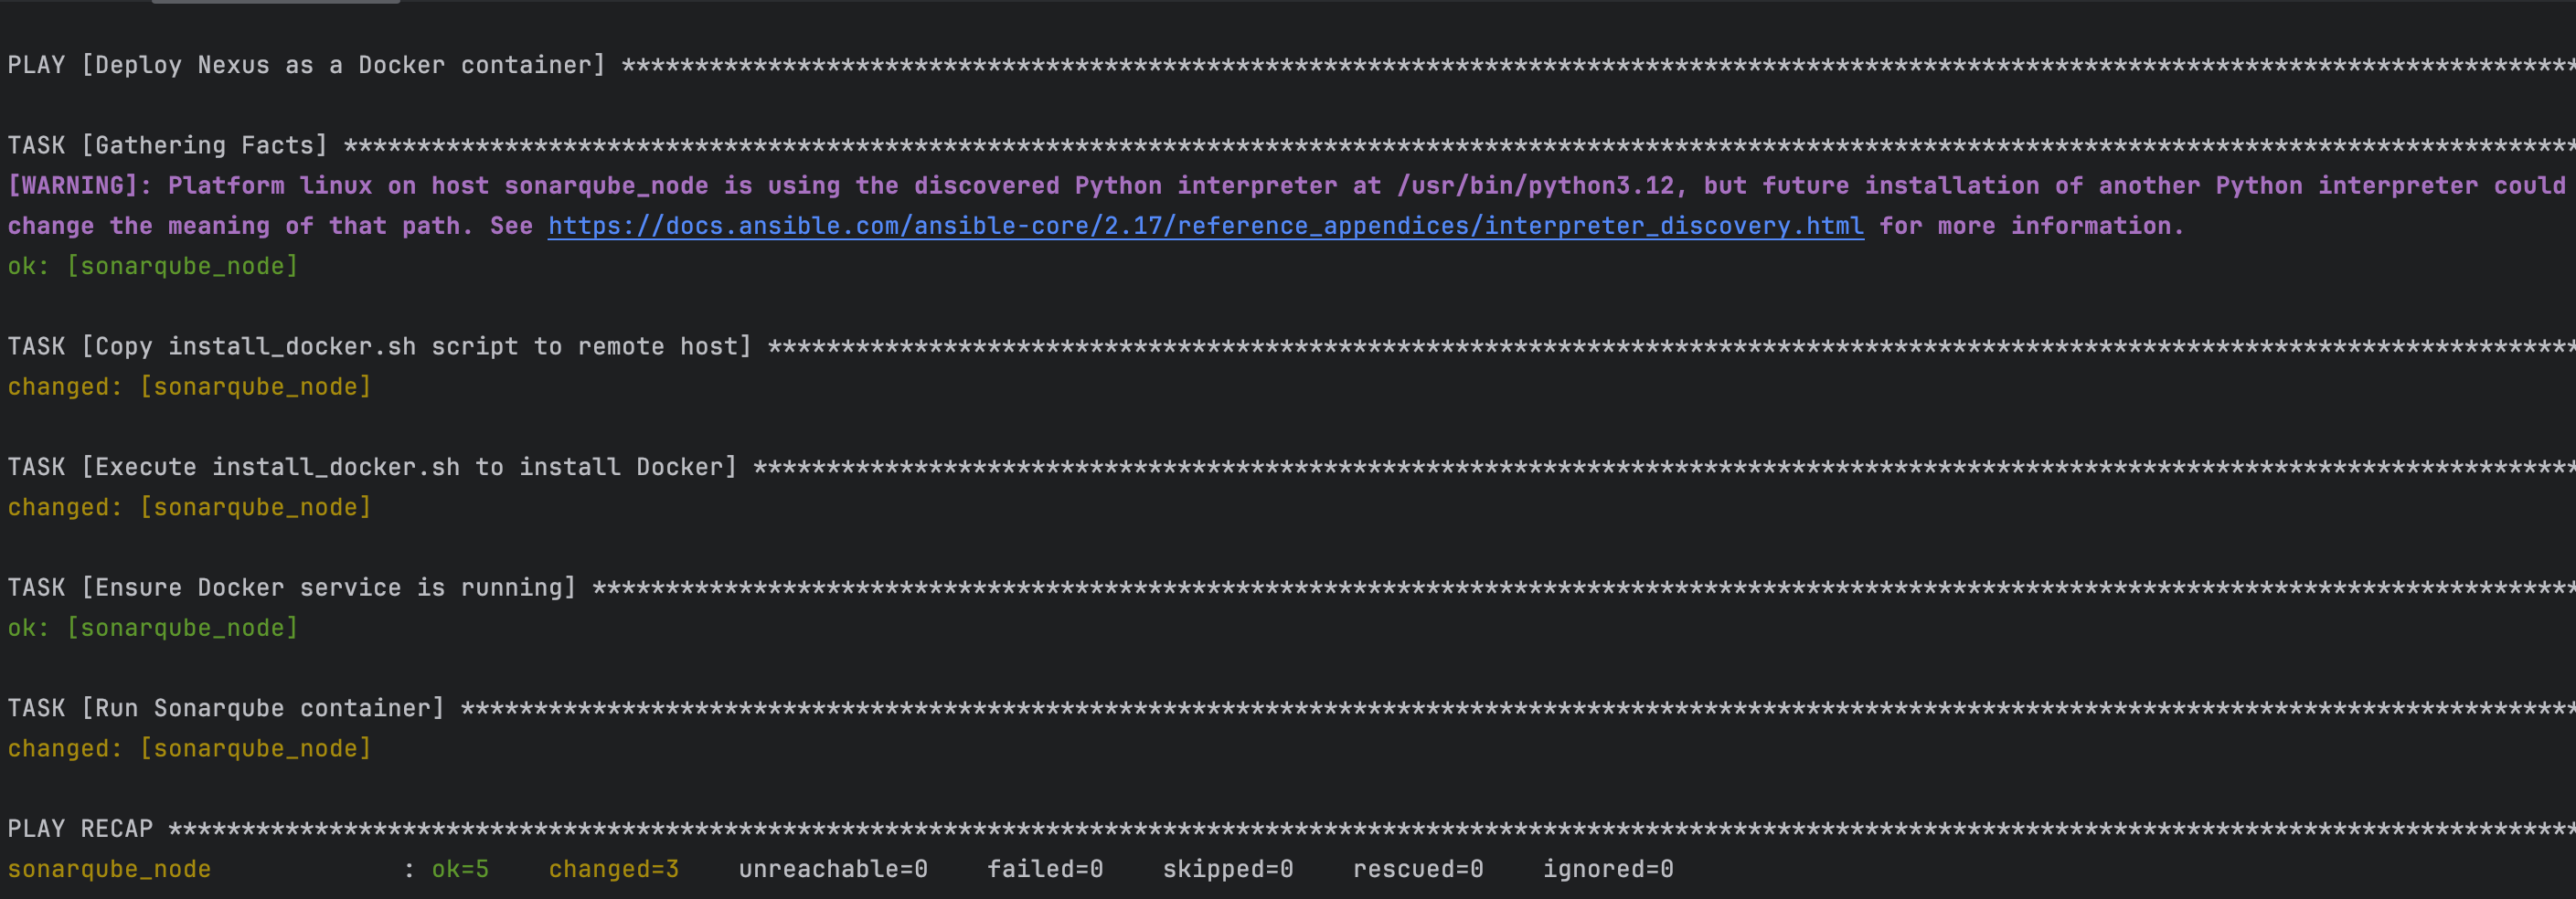 PLAY [Deploy Nexus as a Docker container] **************************************************************************************************************************************
TASK [Gathering Facts] *********************************************************************************************************************************************************
[WARNING]: Platform linux on host sonarqube_node is using the discovered Python interpreter at /usr/bin/python3.12, but future installation of another Python interpreter could
change the meaning of that path. See https://docs.ansible.com/ansible-core/2.17/reference_appendices/interpreter_discovery.html for more information.
ok: [sonarqube_node]
TASK [Copy install_docker.sh script to remote host] ****************************************************************************************************************************
changed: [sonarqube_node]
TASK [Execute install_docker.sh to install Docker] *****************************************************************************************************************************
changed: [sonarqube_node]
TASK [Ensure Docker service is running] ****************************************************************************************************************************************
ok: [sonarqube_node]
TASK [Run Sonarqube container] *************************************************************************************************************************************************
changed: [sonarqube_node]
PLAY RECAP *********************************************************************************************************************************************************************
sonarqube_node             : ok=5    changed=3    unreachable=0    failed=0    skipped=0    rescued=0    ignored=0